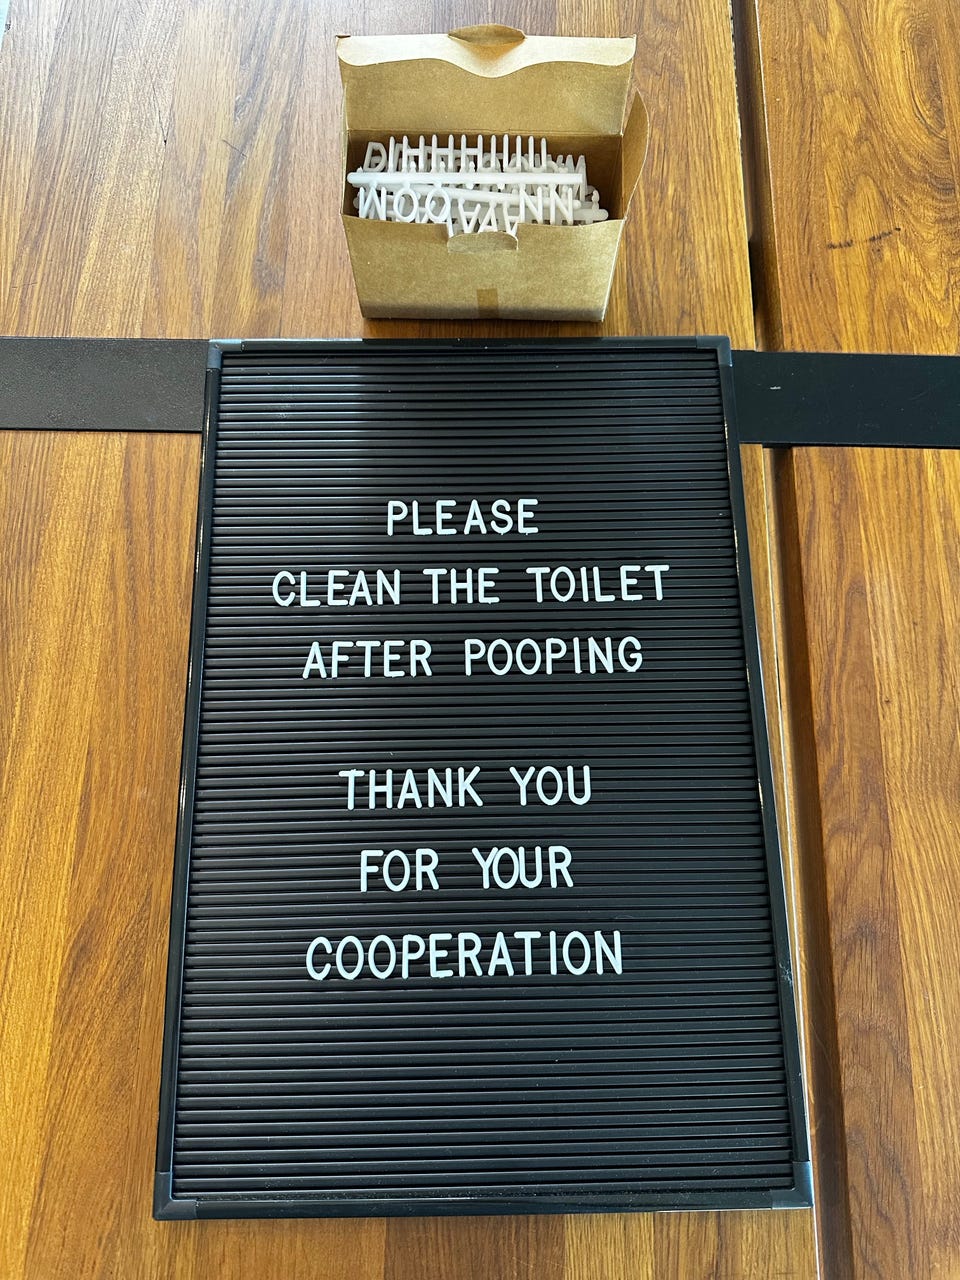 PLEASE
CLEAN THE TOILET
AFTER POOPING
THANK YOU
FOR YOUR
COOPERATION